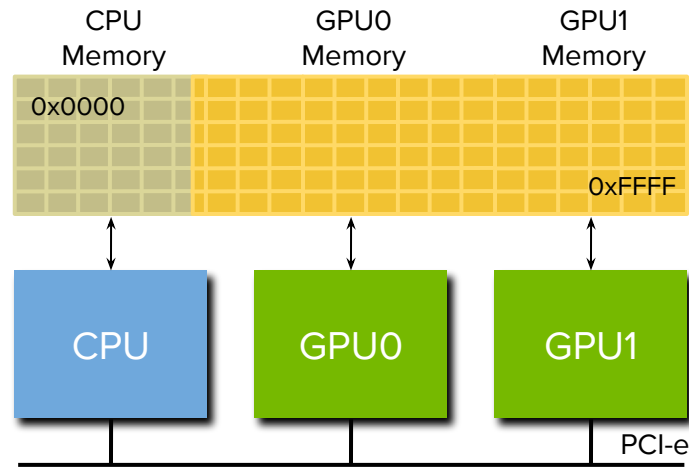 CPU
Memory
GPU0
Memory
GPU1
Memory
0x0000
0xFFFF
CPU
GPU0
GPU1
PCI-e